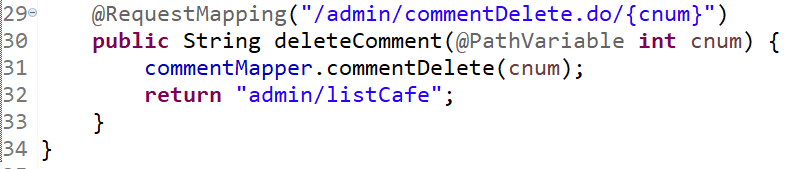 29 @RequestMapping("/admin/commentDelete.do/{cnum}")
30 public String deleteComment(@PathVariable int cnum) {
31 commentMapper.commentDelete(cnum);
32 return "admin/listCafe";
33 }
34 }